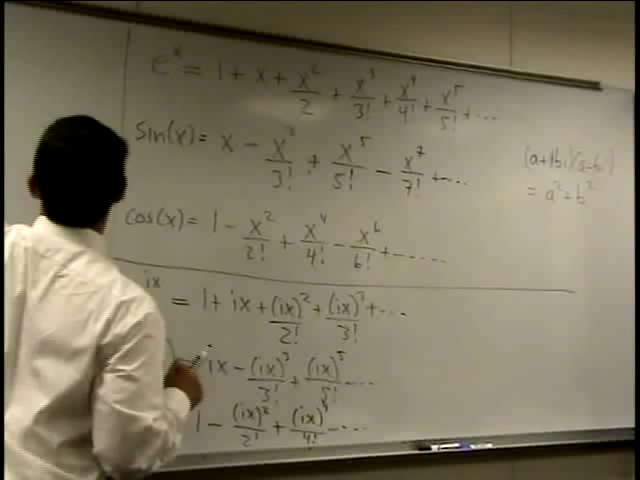 e^x = 1 + x + x^2/2 + x^3/3! + x^4/4! + x^5/5! + ...
sin(x) = x - x^3/3! + x^5/5! - x^7/7! + ...
cos(x) = 1 - x^2/2! + x^4/4! - x^6/6! + .....
(a+bi)(a-bi)
= a^2 + b^2
ix = 1 + ix + (ix)^2/2! + (ix)^3/3! + ...
ix - (ix)^3/3! + (ix)^5/5! ....
1 - (ix)^2/2! + (ix)^4/4! - ....